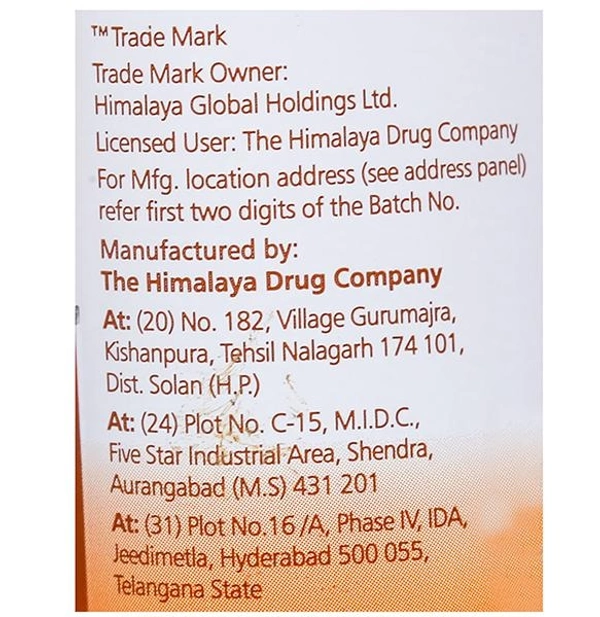 ™Trade Mark
Trade Mark Owner:
Himalaya Global Holdings Ltd.
Licensed User: The Himalaya Drug Company
For Mfg. location address (see address panel)
refer first two digits of the Batch No.
Manufactured by:
The Himalaya Drug Company
At: (20) No. 182, Village Gurumajra,
Kishanpura, Tehsil Nalagarh 174 101,
Dist. Solan (H.P.)
At: (24) Plot No. C-15, M.I.D.C.,
Five Star Industrial Area, Shendra,
Aurangabad (M.S) 431 201
At: (31) Plot No.16/A, Phase IV, IDA,
Jeedimetla, Hyderabad 500 055,
Telangana State